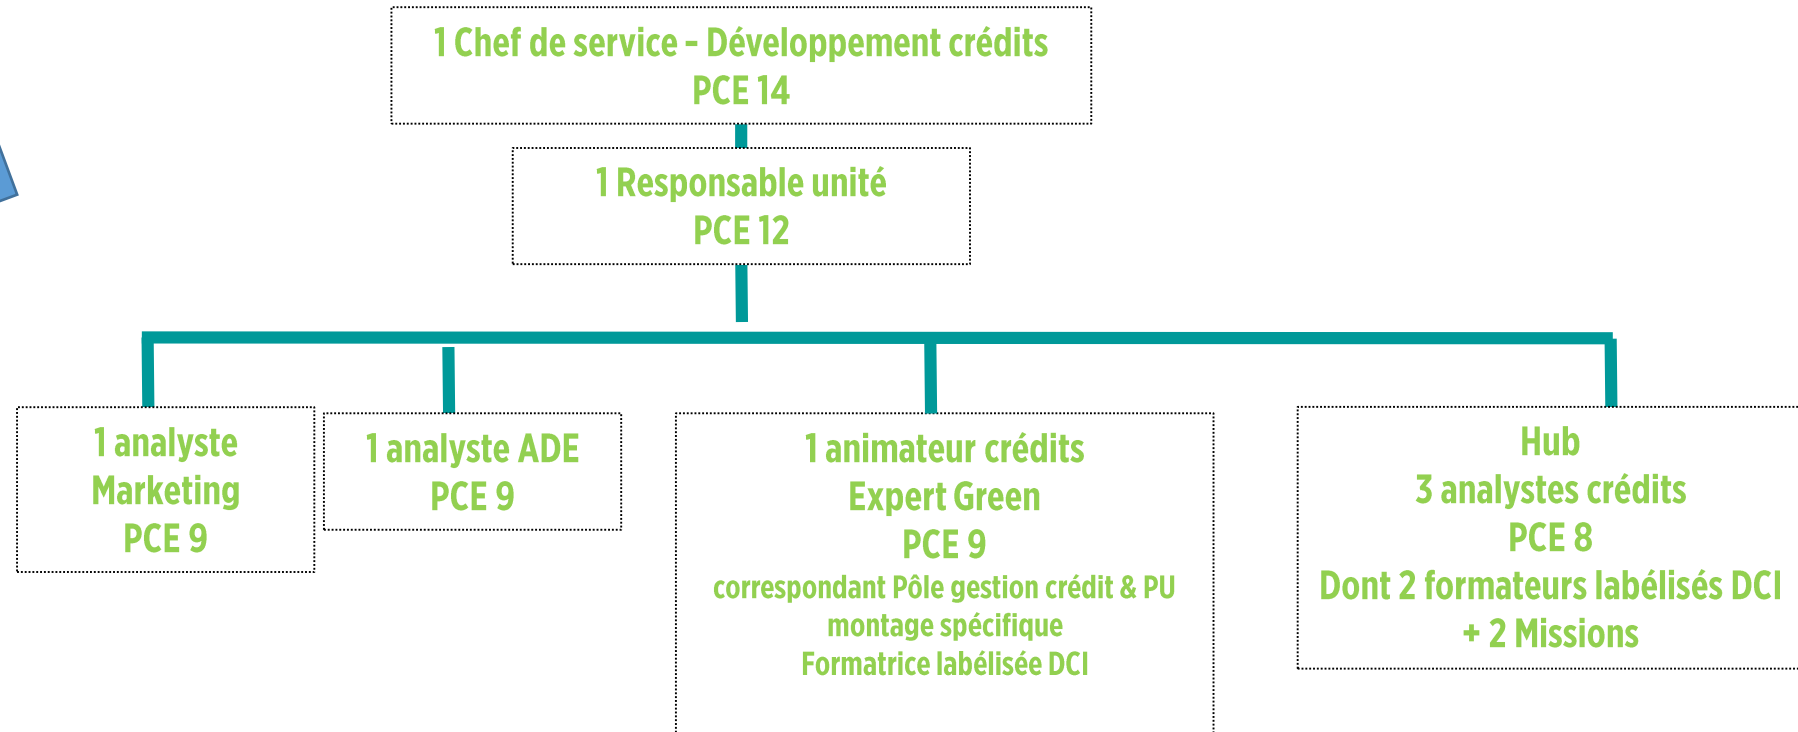 1 Chef de service - Développement crédits
PCE 14
1 Responsable unité
PCE 12
1 analyste
Marketing
PCE 9
1 analyste ADE
PCE 9
1 animateur crédits
Expert Green
PCE 9
correspondant Pôle gestion crédit & PU
montage spécifique
Formatrice labélisée DCI
Hub
3 analystes crédits
PCE 8
Dont 2 formateurs labélisés DCI
+ 2 Missions